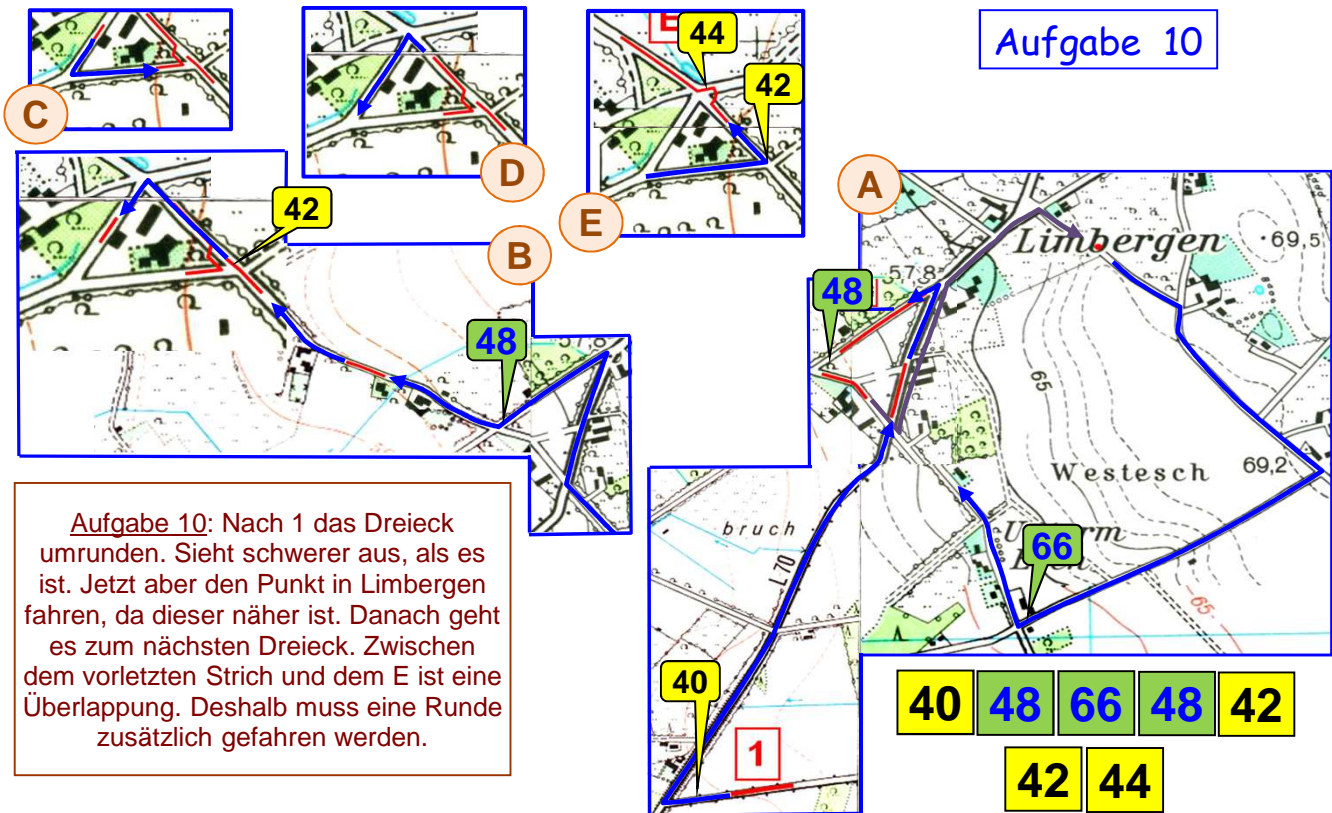 Aufgabe 10
C
D
E
44
42
E
B
42
48
A
Limbergen
69,5
57,8
48
65
Westesch
69,2
66
-65-
bruch
L 70
40
1
Aufgabe 10: Nach 1 das Dreieck
umrunden. Sieht schwerer aus, als es
ist. Jetzt aber den Punkt in Limbergen
fahren, da dieser näher ist. Danach geht
es zum nächsten Dreieck. Zwischen
dem vorletzten Strich und dem E ist eine
Überlappung. Deshalb muss eine Runde
zusätzlich gefahren werden.
40 48 66 48 42
42 44